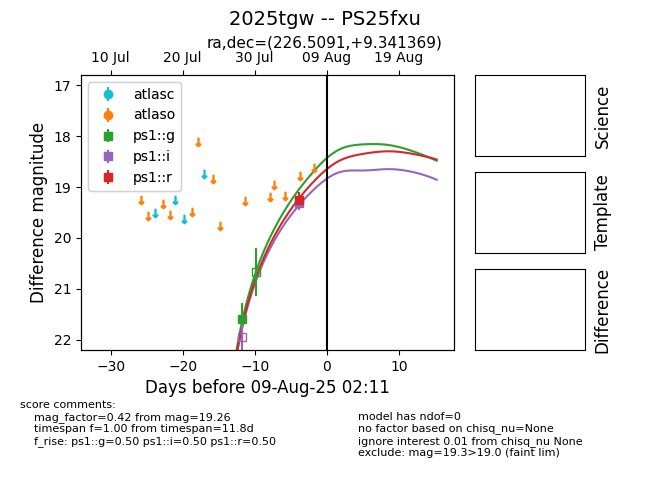 2025tgw -- PS25fxu
ra,dec=(226.5091,+9.341369)
10 Jul
20 Jul
30 Jul
09 Aug
19 Aug
atlasc
atlaso
ps1::g
ps1::i
ps1::r
17
18
19
20
21
22
Difference magnitude
−30
−20
−10
0
10
Days before 09-Aug-25 02:11
Science
Template
Difference
score comments:
mag_factor=0.42 from mag=19.26
timespan f=1.00 from timespan=11.8d
f_rise: ps1::g=0.50 ps1::i=0.50 ps1::r=0.50
model has ndof=0
no factor based on chisq_nu=None
ignore interest 0.01 from chisq_nu None
exclude: mag=19.3>19.0 (faint lim)